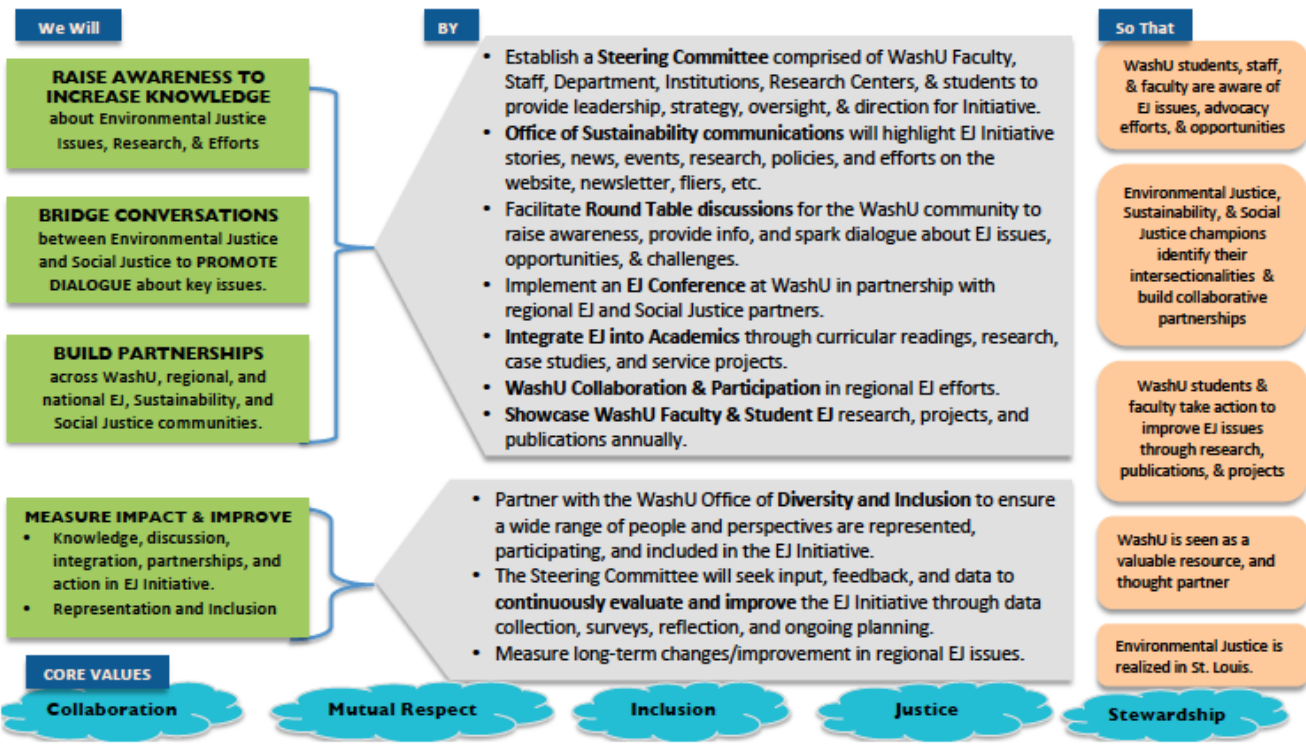 We Will
RAISE AWARENESS TO
INCREASE KNOWLEDGE
about Environmental Justice
Issues, Research, & Efforts
BRIDGE CONVERSATIONS
between Environmental Justice
and Social Justice to PROMOTE
DIALOGUE about key issues.
BUILD PARTNERSHIPS
across WashU, regional, and
national EJ, Sustainability, and
Social Justice communities.
MEASURE IMPACT & IMPROVE
• Knowledge, discussion,
integration, partnerships, and
action in EJ Initiative.
• Representation and Inclusion
BY
• Establish a Steering Committee comprised of WashU Faculty,
Staff, Department, Institutions, Research Centers, & students to
provide leadership, strategy, oversight, & direction for Initiative.
• Office of Sustainability communications will highlight EJ Initiative
stories, news, events, research, policies, and efforts on the
website, newsletter, fliers, etc.
• Facilitate Round Table discussions for the WashU community to
raise awareness, provide info, and spark dialogue about EJ issues,
opportunities, & challenges.
• Implement an EJ Conference at WashU in partnership with
regional EJ and Social Justice partners.
• Integrate EJ into Academics through curricular readings, research,
case studies, and service projects.
• WashU Collaboration & Participation in regional EJ efforts.
• Showcase WashU Faculty & Student EJ research, projects, and
publications annually.
• Partner with the WashU Office of Diversity and Inclusion to ensure
a wide range of people and perspectives are represented,
participating, and included in the EJ Initiative.
• The Steering Committee will seek input, feedback, and data to
continuously evaluate and improve the EJ Initiative through data
collection, surveys, reflection, and ongoing planning.
• Measure long-term changes/improvement in regional EJ issues.
So That
WashU students, staff,
& faculty are aware of
EJ issues, advocacy
efforts, & opportunities
Environmental Justice,
Sustainability, & Social
Justice champions
identify their
intersectionalities &
build collaborative
partnerships
WashU students &
faculty take action to
improve EJ issues
through research,
publications, & projects
WashU is seen as a
valuable resource, and
thought partner
Environmental Justice is
realized in St. Louis.
CORE VALUES
Collaboration
Mutual Respect
Inclusion
Justice
Stewardship